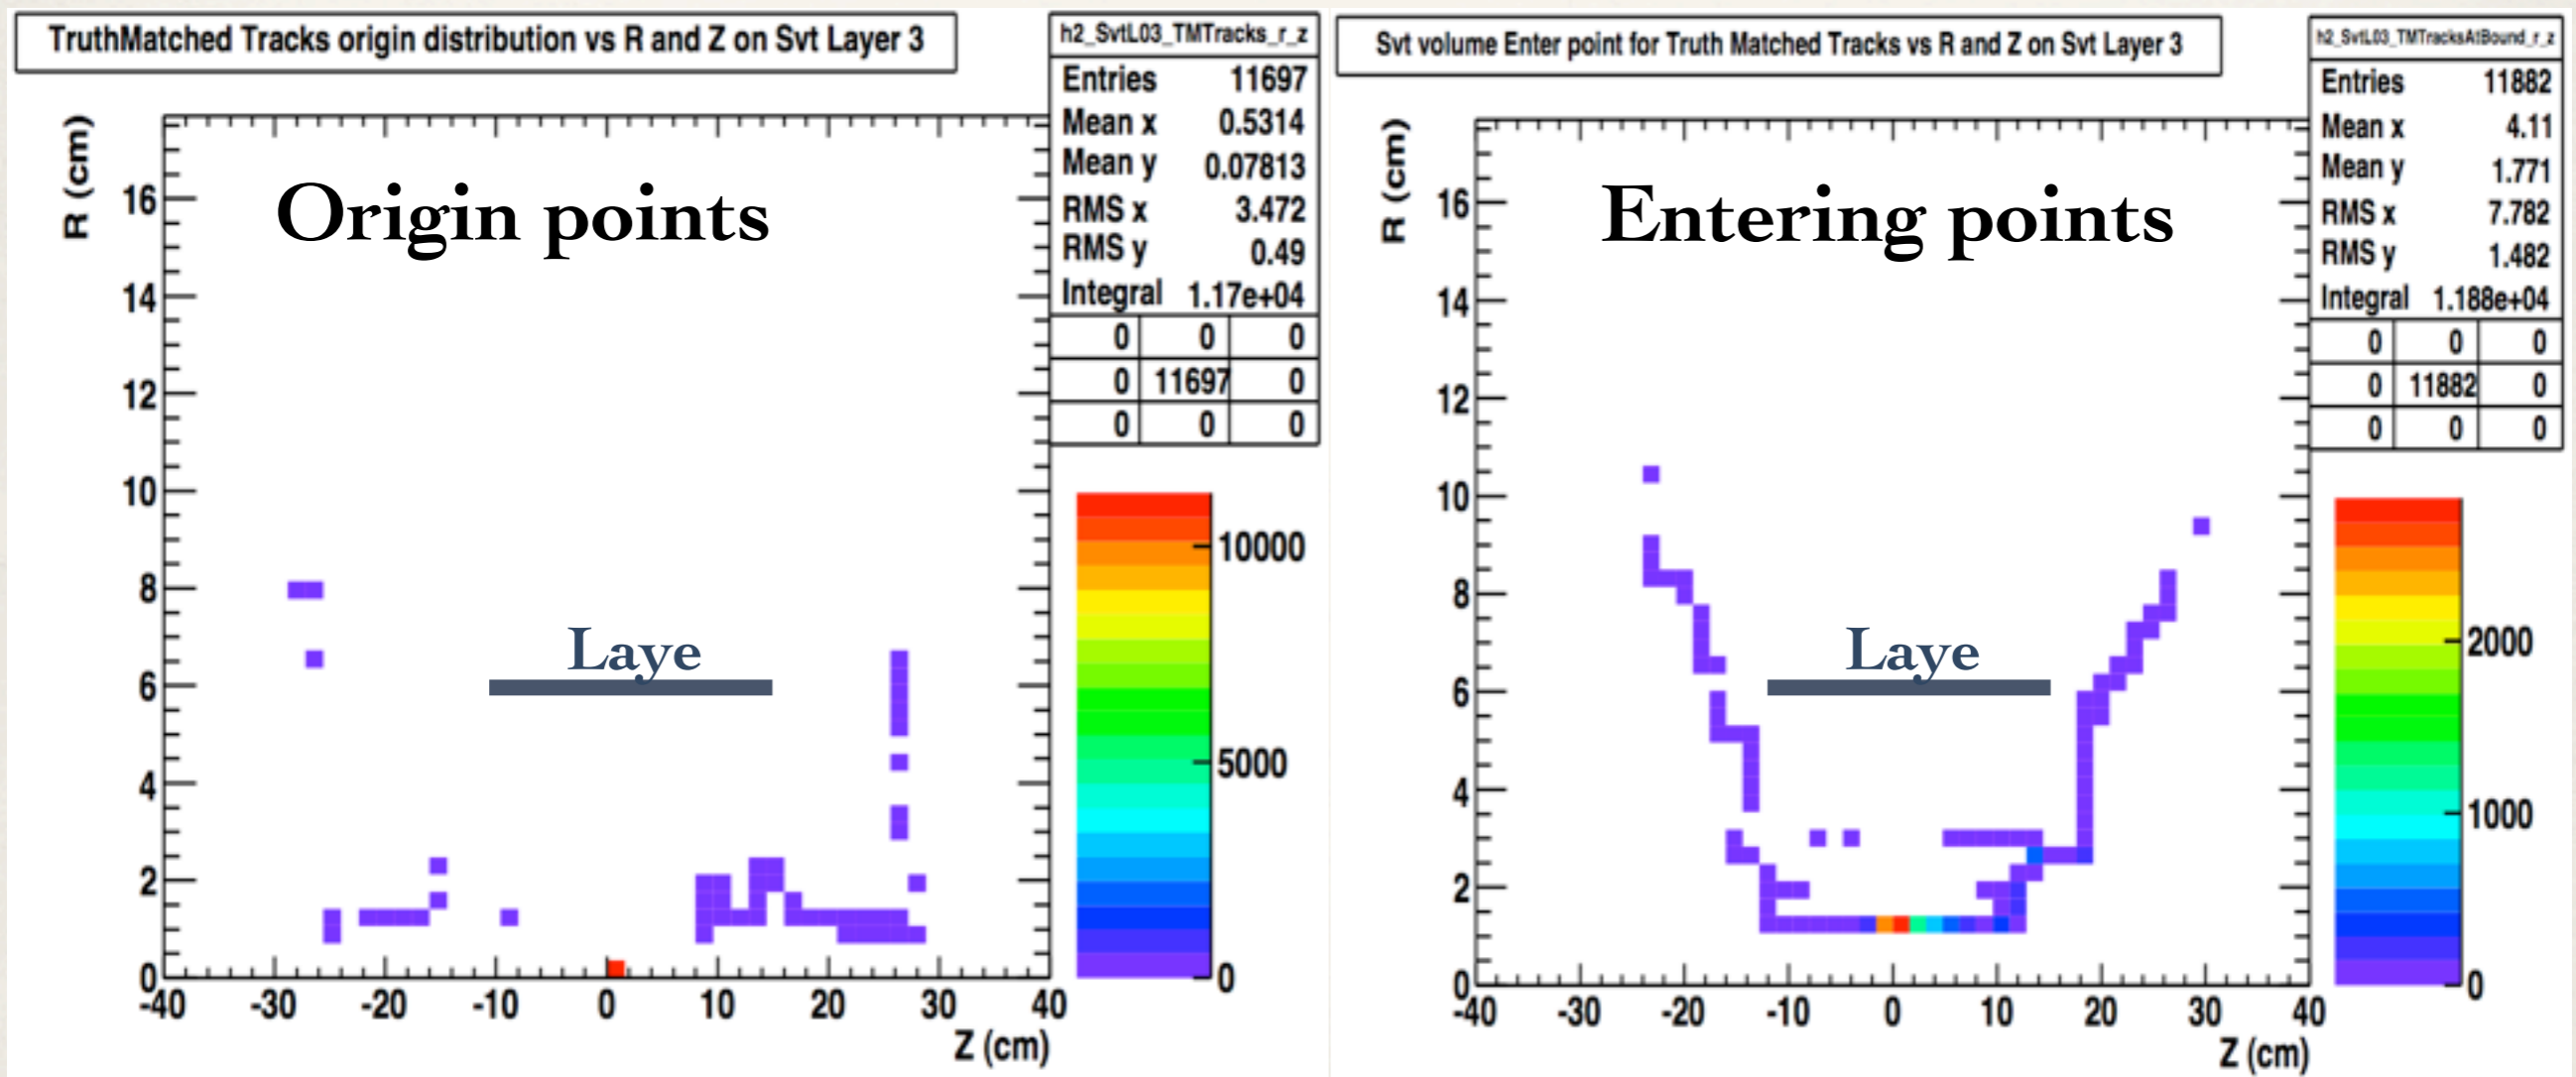 TruthMatched Tracks origin distribution vs R and Z on Svt Layer 3
h2_SvtL03_TMTracks_r_z
Entries 11697
Mean x 0.5314
Mean y 0.07813
RMS x 3.472
RMS y 0.49
Integral 1.17e+04
0 0 0
0 11697 0
0 0 0
R (cm)
Origin points
Laye
16
14
12
10
8
6
4
2
0
-40 -30 -20 -10 0 10 20 30 40
Z (cm)
10000
5000
0
Svt volume Enter point for Truth Matched Tracks vs R and Z on Svt Layer 3
h2_SvtL03_TMTracksAtBound_r_z
Entries 11882
Mean x 4.11
Mean y 1.771
RMS x 7.782
RMS y 1.482
Integral 1.188e+04
0 0 0
0 11882 0
0 0 0
R (cm)
Entering points
Laye
16
14
12
10
8
6
4
2
0
-40 -30 -20 -10 0 10 20 30 40
Z (cm)
2000
1000
0